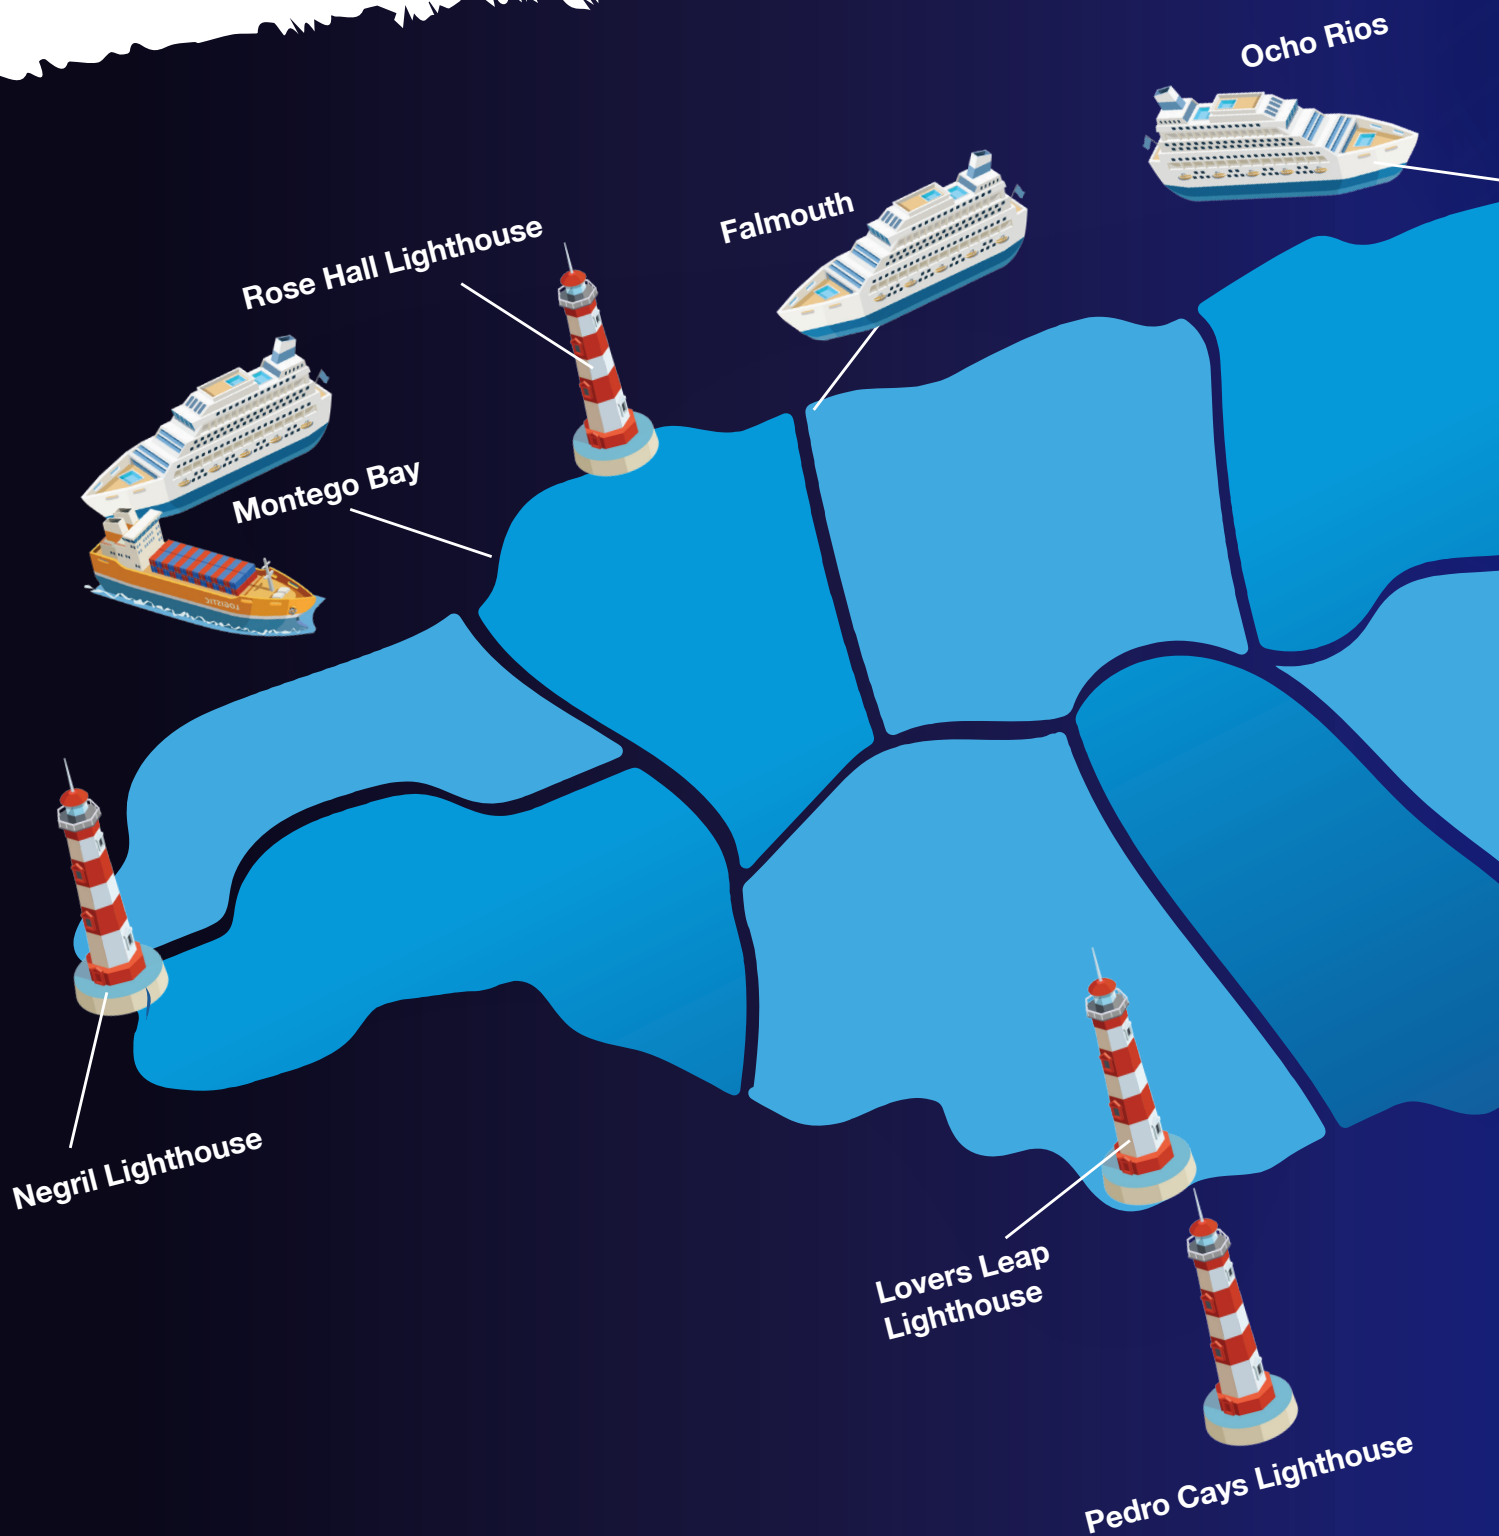 Ocho Rios
Falmouth
Rose Hall Lighthouse
Montego Bay
Negril Lighthouse
Lovers Leap
Lighthouse
Pedro Cays Lighthouse